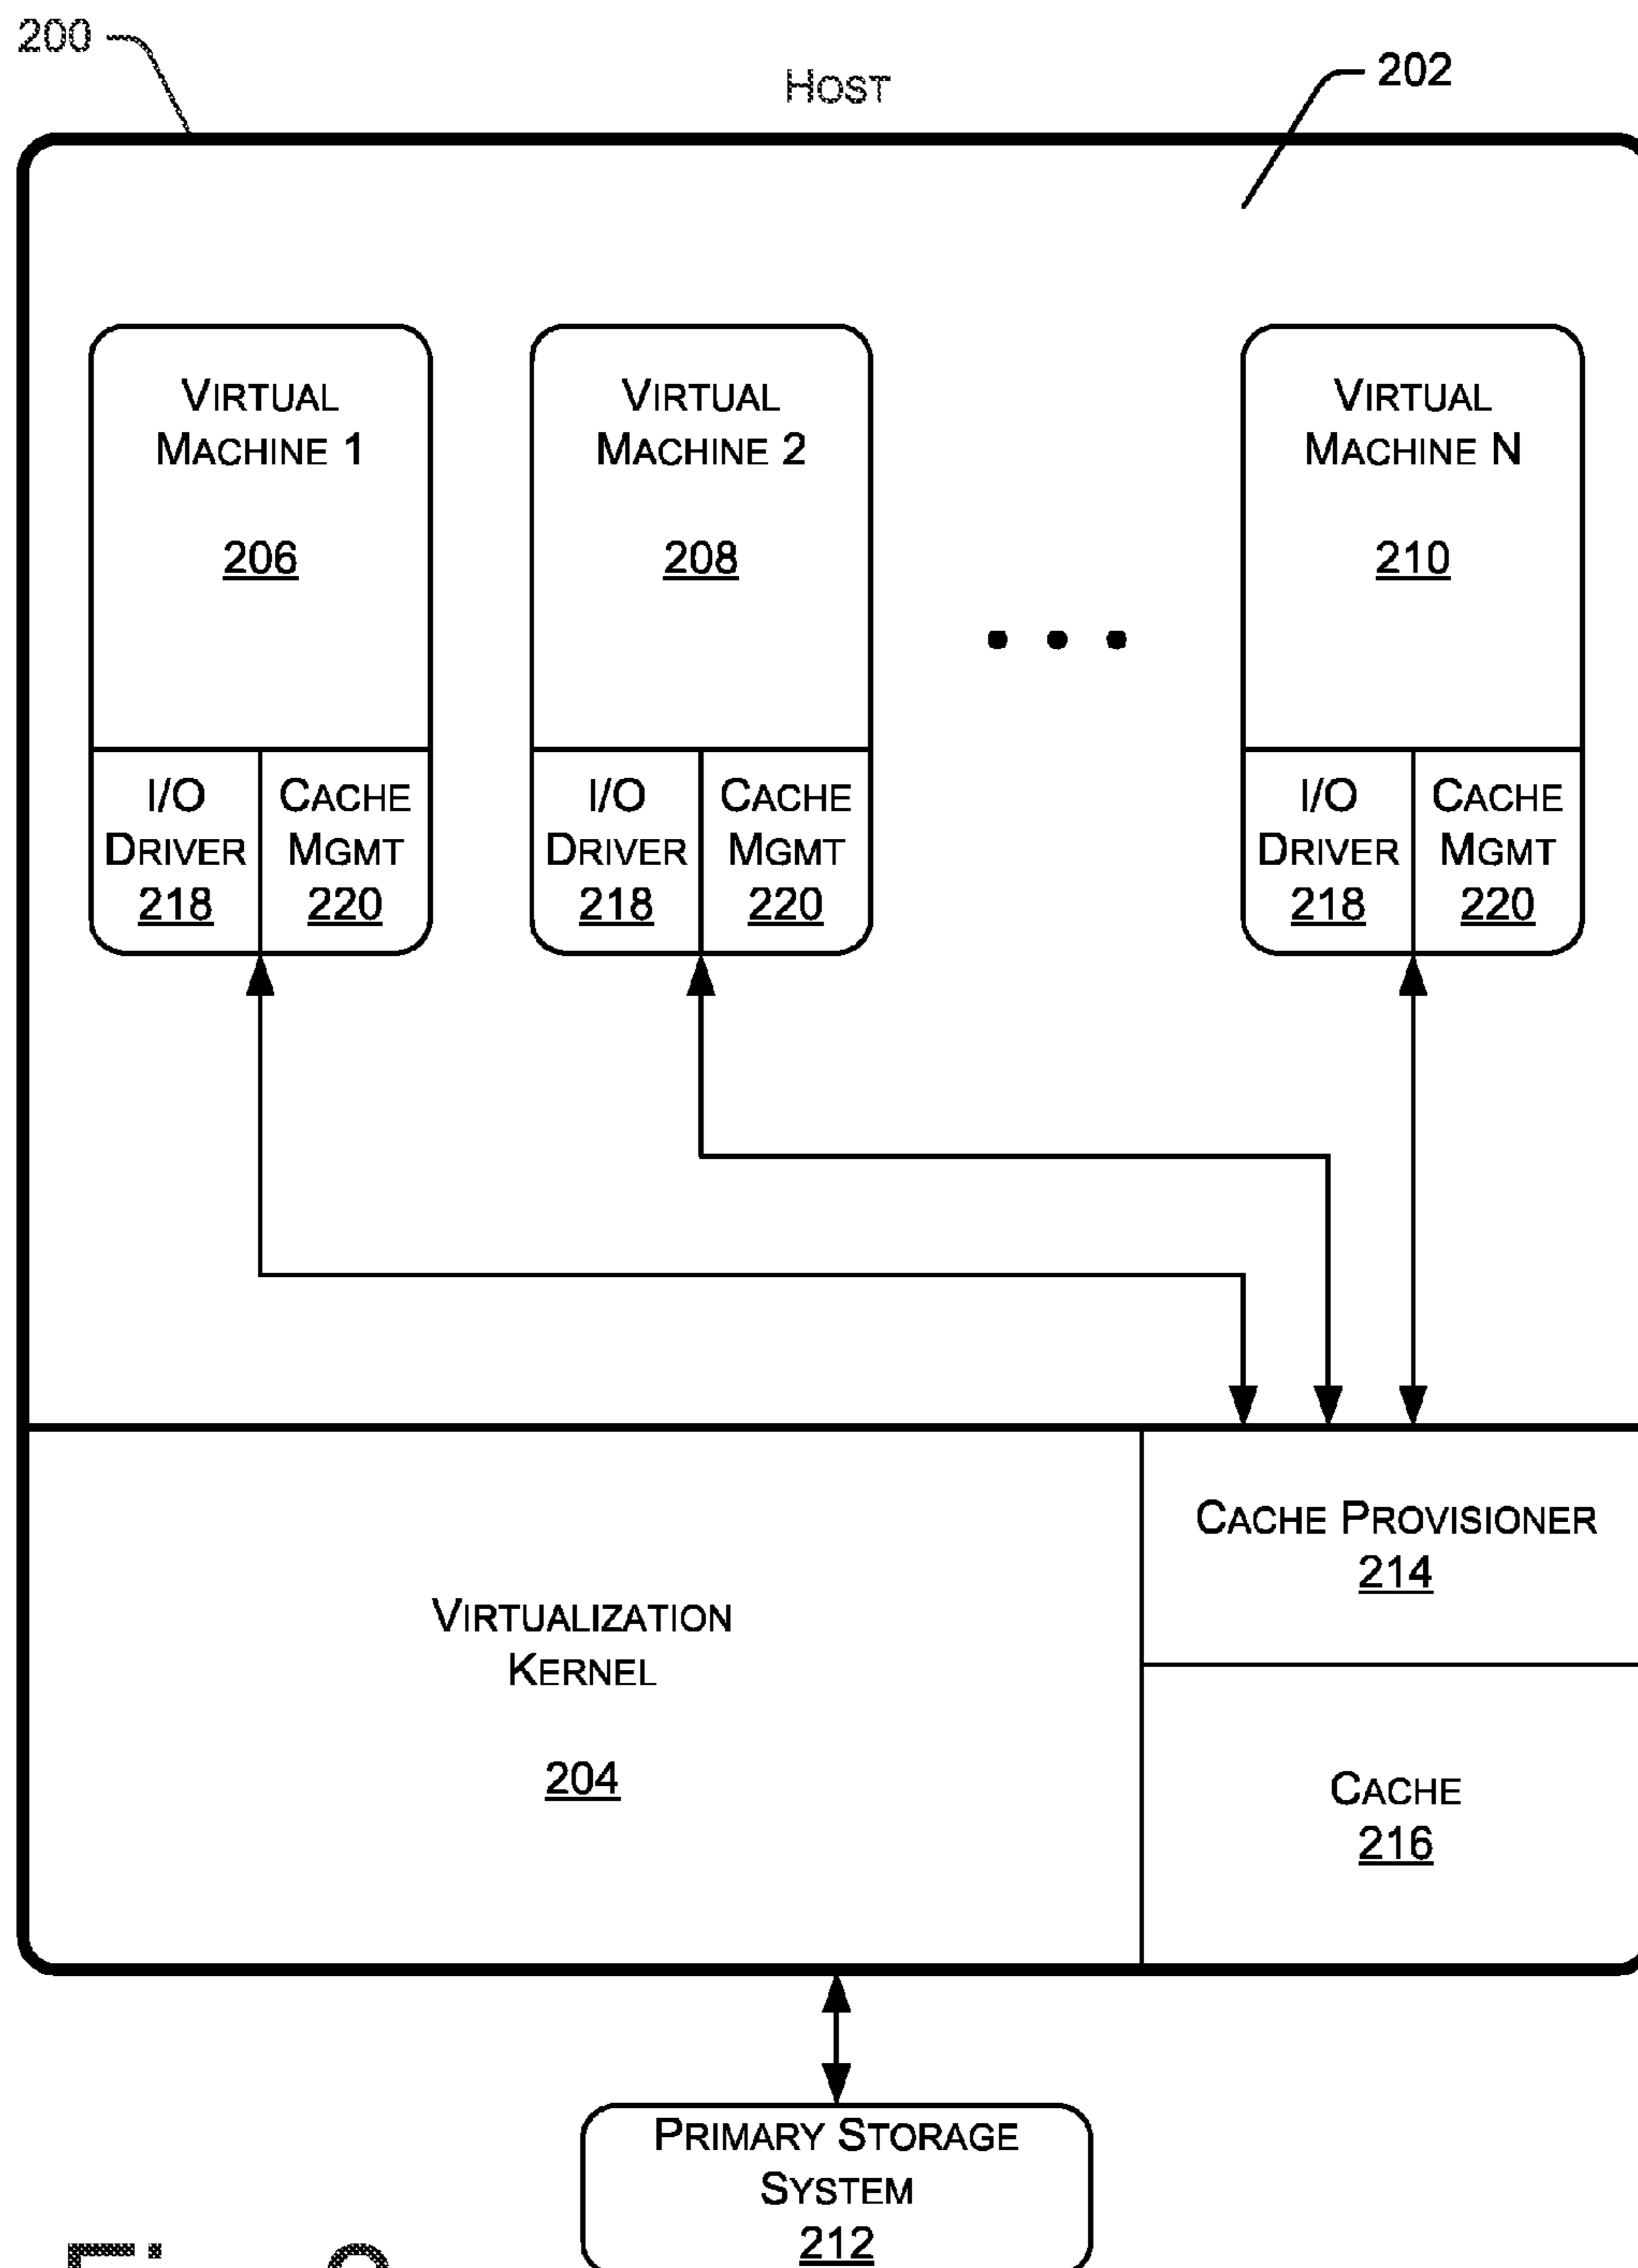 200
HOST
202
VIRTUAL
MACHINE 1
206
VIRTUAL
MACHINE 2
208
VIRTUAL
MACHINE N
210
I/O
DRIVER
218
CACHE
MGMT
220
I/O
DRIVER
218
CACHE
MGMT
220
I/O
DRIVER
218
CACHE
MGMT
220
CACHE PROVISIONER
214
VIRTUALIZATION
KERNEL
204
CACHE
216
PRIMARY STORAGE
SYSTEM
212